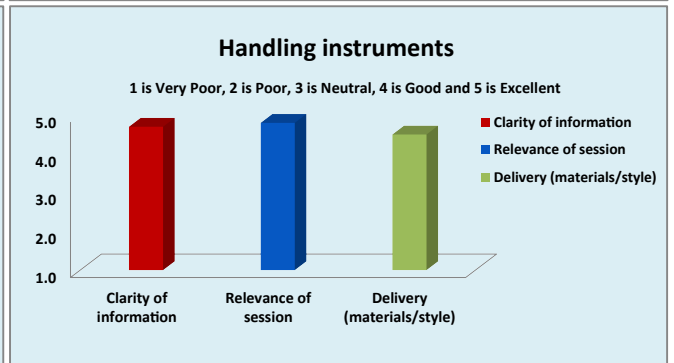 Handling instruments
1 is Very Poor, 2 is Poor, 3 is Neutral, 4 is Good and 5 is Excellent
5.0
4.0
3.0
2.0
1.0
Clarity of information
Relevance of session
Delivery (materials/style)
Clarity of
information
Relevance of
session
Delivery
(materials/style)